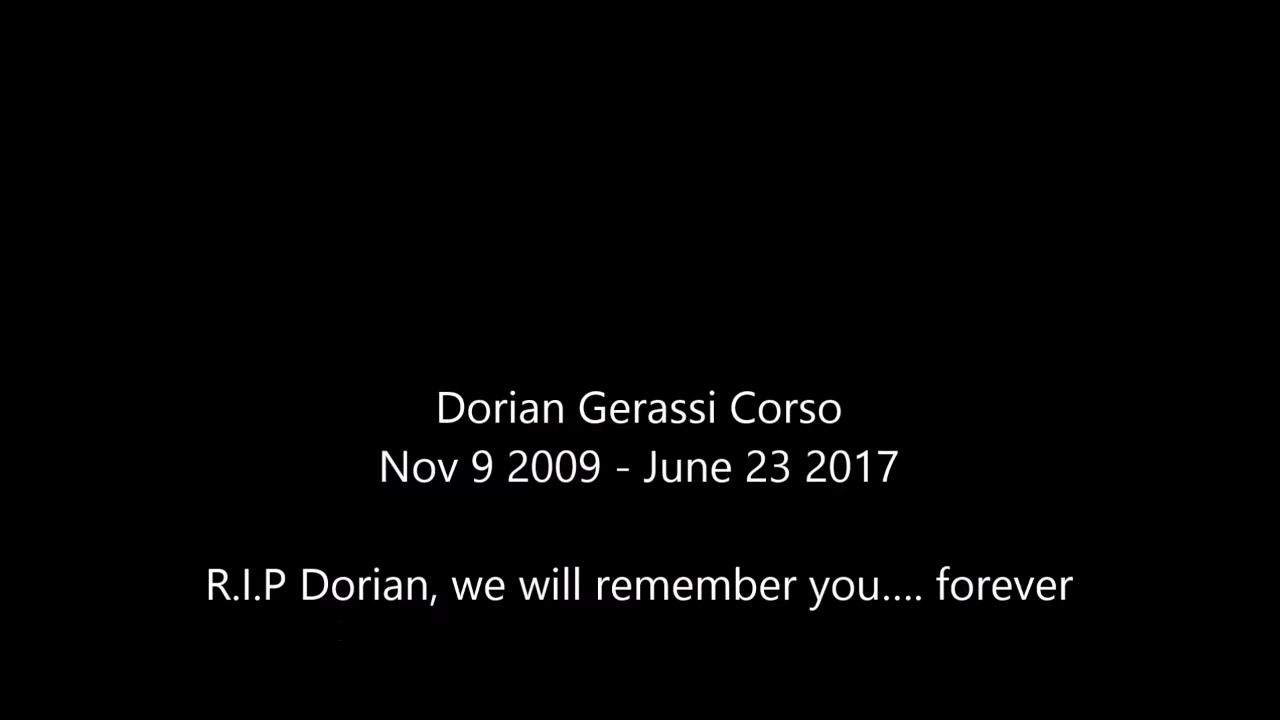 Dorian Gerassi Corso
Nov 9 2009 - June 23 2017
R.I.P Dorian, we will remember you.... forever